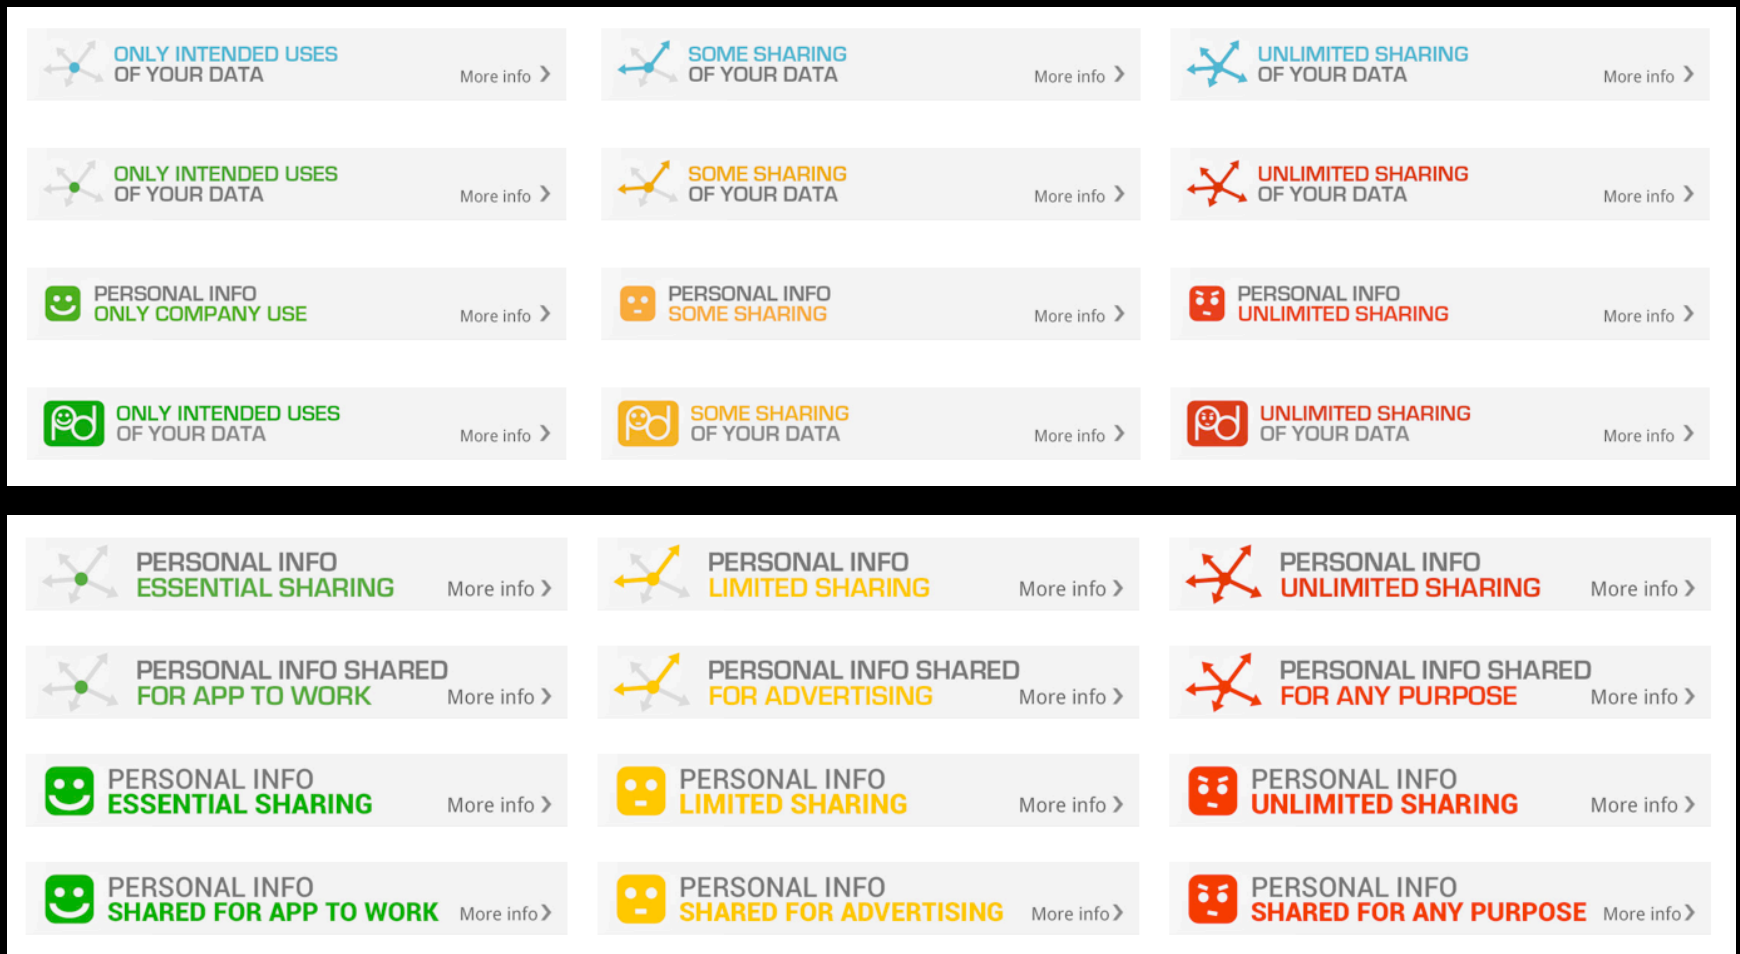 ONLY INTENDED USES
OF YOUR DATA
More info
SOME SHARING
OF YOUR DATA
More info
UNLIMITED SHARING
OF YOUR DATA
More info
ONLY INTENDED USES
OF YOUR DATA
More info
SOME SHARING
OF YOUR DATA
More info
UNLIMITED SHARING
OF YOUR DATA
More info
PERSONAL INFO
ONLY COMPANY USE
More info
PERSONAL INFO
SOME SHARING
More info
PERSONAL INFO
UNLIMITED SHARING
More info
pd
ONLY INTENDED USES
OF YOUR DATA
More info
pd
SOME SHARING
OF YOUR DATA
More info
pd
UNLIMITED SHARING
OF YOUR DATA
More info
PERSONAL INFO
ESSENTIAL SHARING
More info
PERSONAL INFO
LIMITED SHARING
More info
PERSONAL INFO
UNLIMITED SHARING
More info
PERSONAL INFO SHARED
FOR APP TO WORK
More info
PERSONAL INFO SHARED
FOR ADVERTISING
More info
PERSONAL INFO SHARED
FOR ANY PURPOSE
More info
PERSONAL INFO
ESSENTIAL SHARING
More info
PERSONAL INFO
LIMITED SHARING
More info
PERSONAL INFO
UNLIMITED SHARING
More info
PERSONAL INFO
SHARED FOR APP TO WORK
More info
PERSONAL INFO
SHARED FOR ADVERTISING
More info
PERSONAL INFO
SHARED FOR ANY PURPOSE
More info